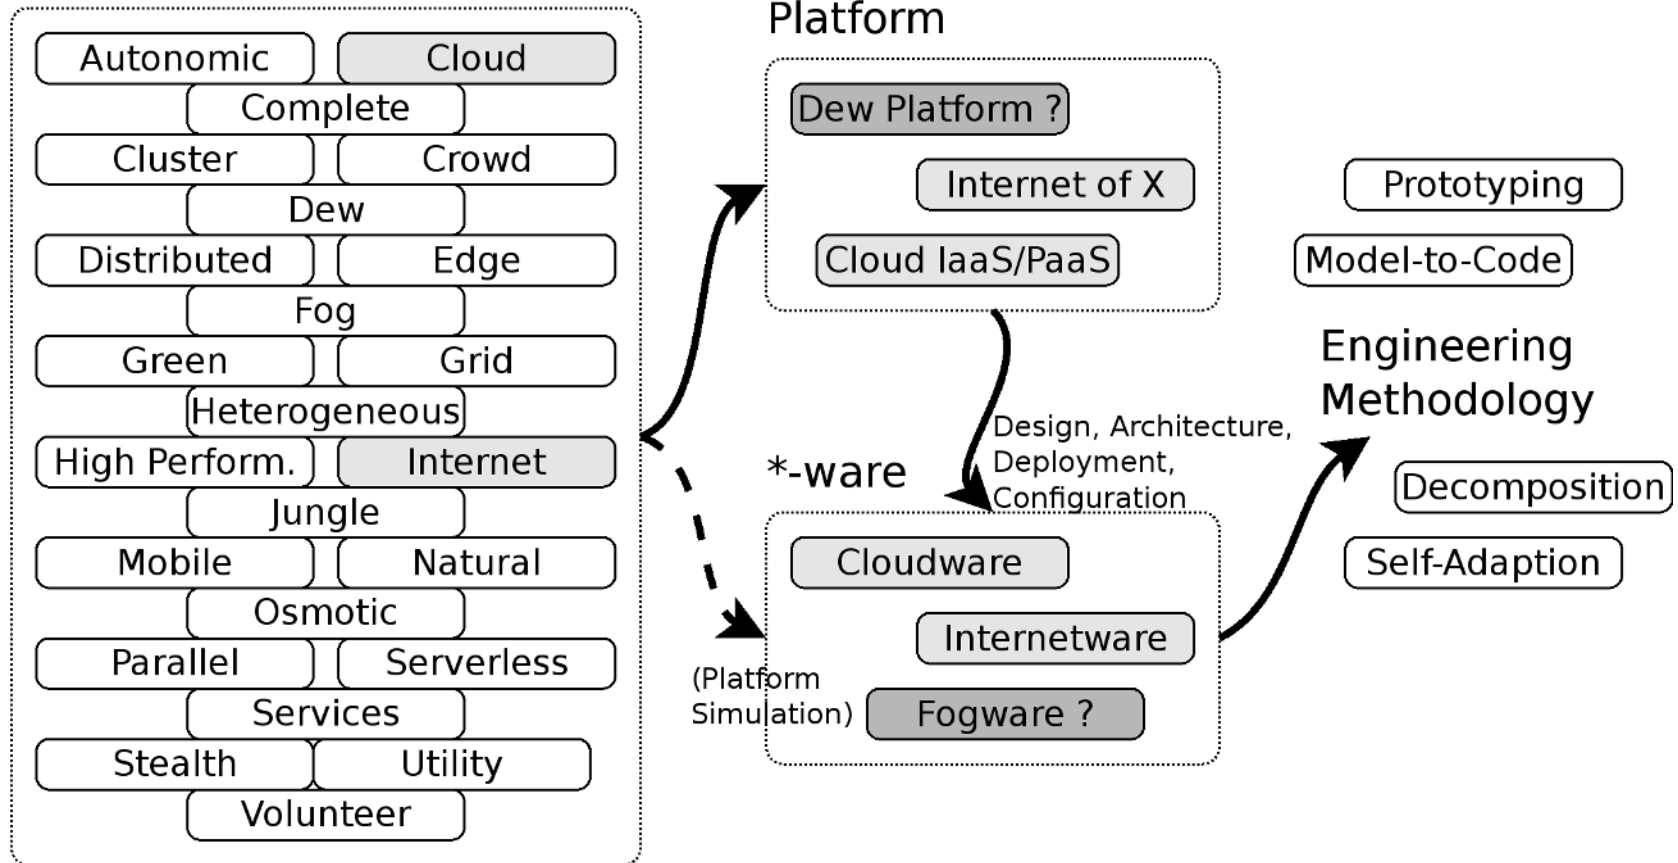 Autonomic
Cloud
Complete
Cluster
Crowd
Dew
Distributed
Edge
Fog
Green
Grid
Heterogeneous
High Perform.
Internet
Jungle
Mobile
Natural
Osmotic
Parallel
Serverless
Services
Stealth
Utility
Volunteer
Platform
Dew Platform ?
Internet of X
Cloud IaaS/PaaS
Design, Architecture,
Deployment,
Configuration
*-ware
Cloudware
Internetware
Fogware ?
(Platform
Simulation)
Prototyping
Model-to-Code
Engineering
Methodology
Decomposition
Self-Adaption